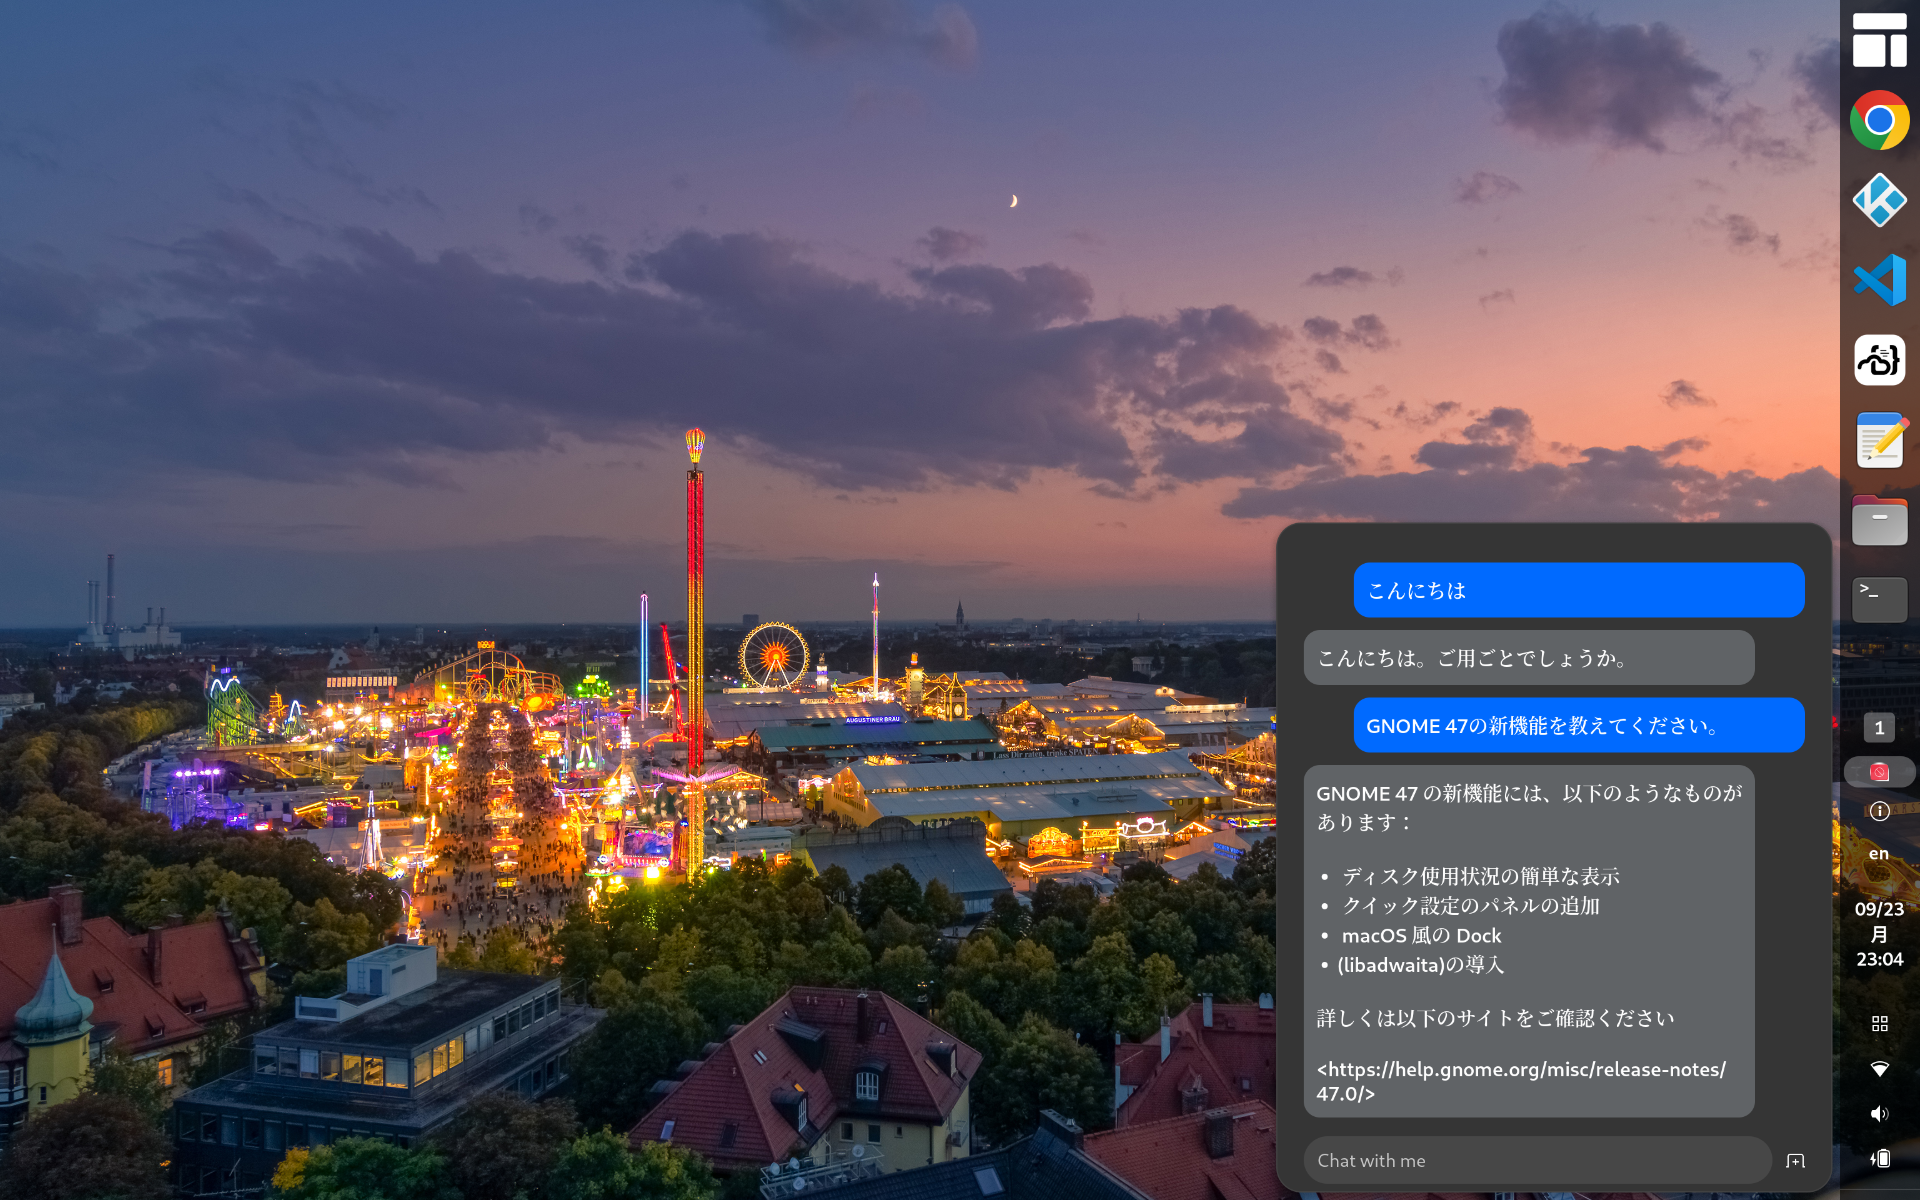 こんにちは
こんにちは。ご用ごとでしょうか。
GNOME 47の新機能を教えてください。
GNOME 47 の新機能には、以下のようなものが
あります：
• ディスク使用状況の簡単な表示
• クイック設定のパネルの追加
• macOS 風の Dock
• (libadwaita)の導入
詳しくは以下のサイトをご確認ください
<https://help.gnome.org/misc/release-notes/
47.0/>
Chat with me
>_
1
en
09/23
月
23:04
AUGUSTINER BRÄU